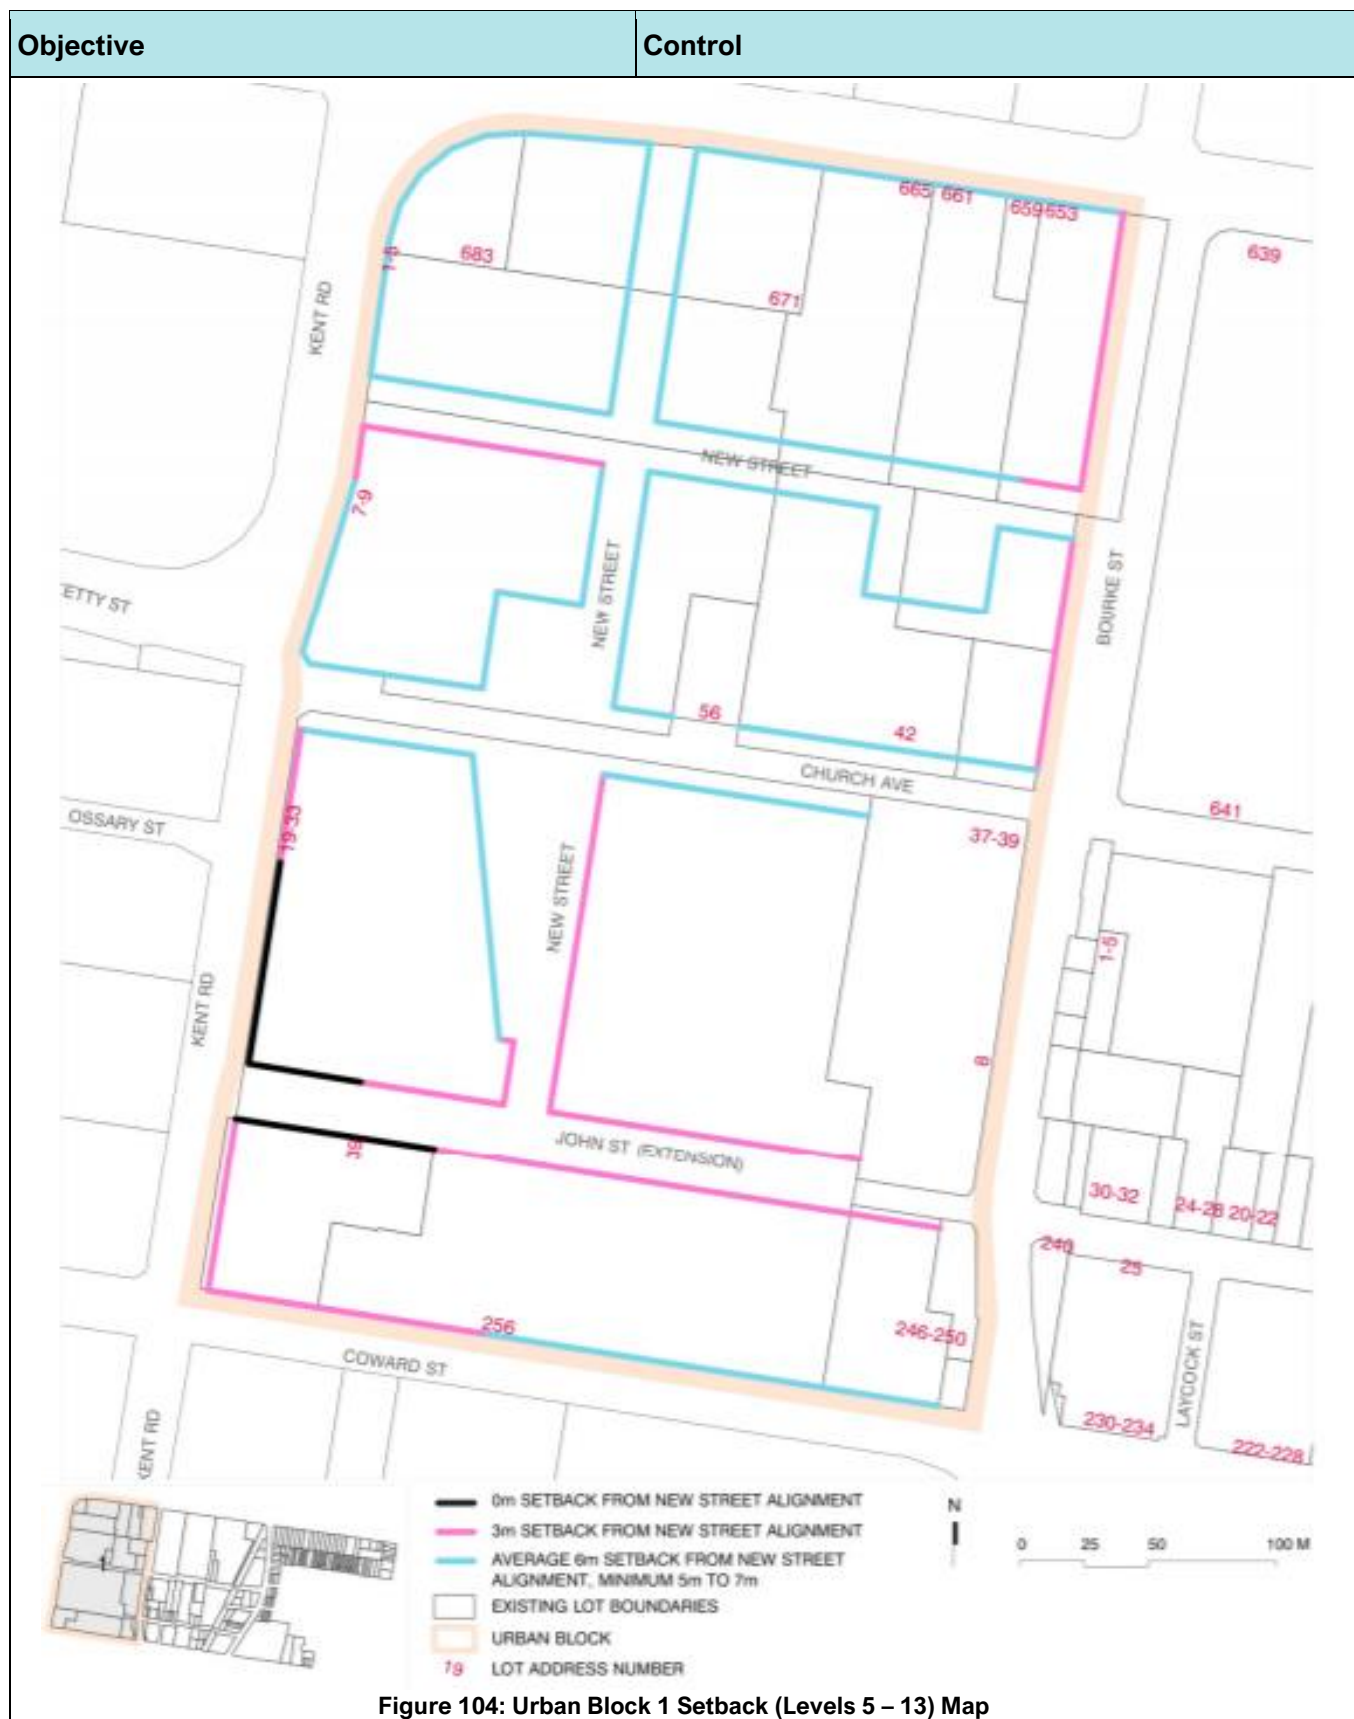 Objective
Control
665 661
659 653
639
1-5
683
671
KENT RD
NEW STREET
7-9
ETTY ST
NEW STREET
BOURKE ST
56
42
CHURCH AVE
OSSARY ST
19-33
37-39
641
NEW STREET
1-5
KENT RD
8
39
JOHN ST (EXTENSION)
30-32
24-28 20-22
240
25
256
246-250
COWARD ST
LAYCOCK ST
230-234
222-228
KENT RD
0m SETBACK FROM NEW STREET ALIGNMENT
3m SETBACK FROM NEW STREET ALIGNMENT
AVERAGE 6m SETBACK FROM NEW STREET
ALIGNMENT, MINIMUM 5m TO 7m
EXISTING LOT BOUNDARIES
URBAN BLOCK
19 LOT ADDRESS NUMBER
N
0 25 50 100 M
Figure 104: Urban Block 1 Setback (Levels 5 – 13) Map